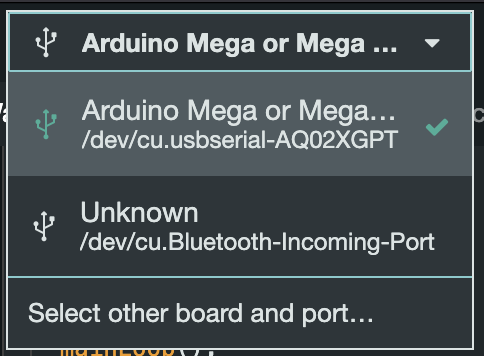 Arduino Mega or Mega ...
Arduino Mega or Mega...
/dev/cu.usbserial-AQ02XGPT
Unknown
/dev/cu.Bluetooth-Incoming-Port
Select other board and port...
mainLoop();